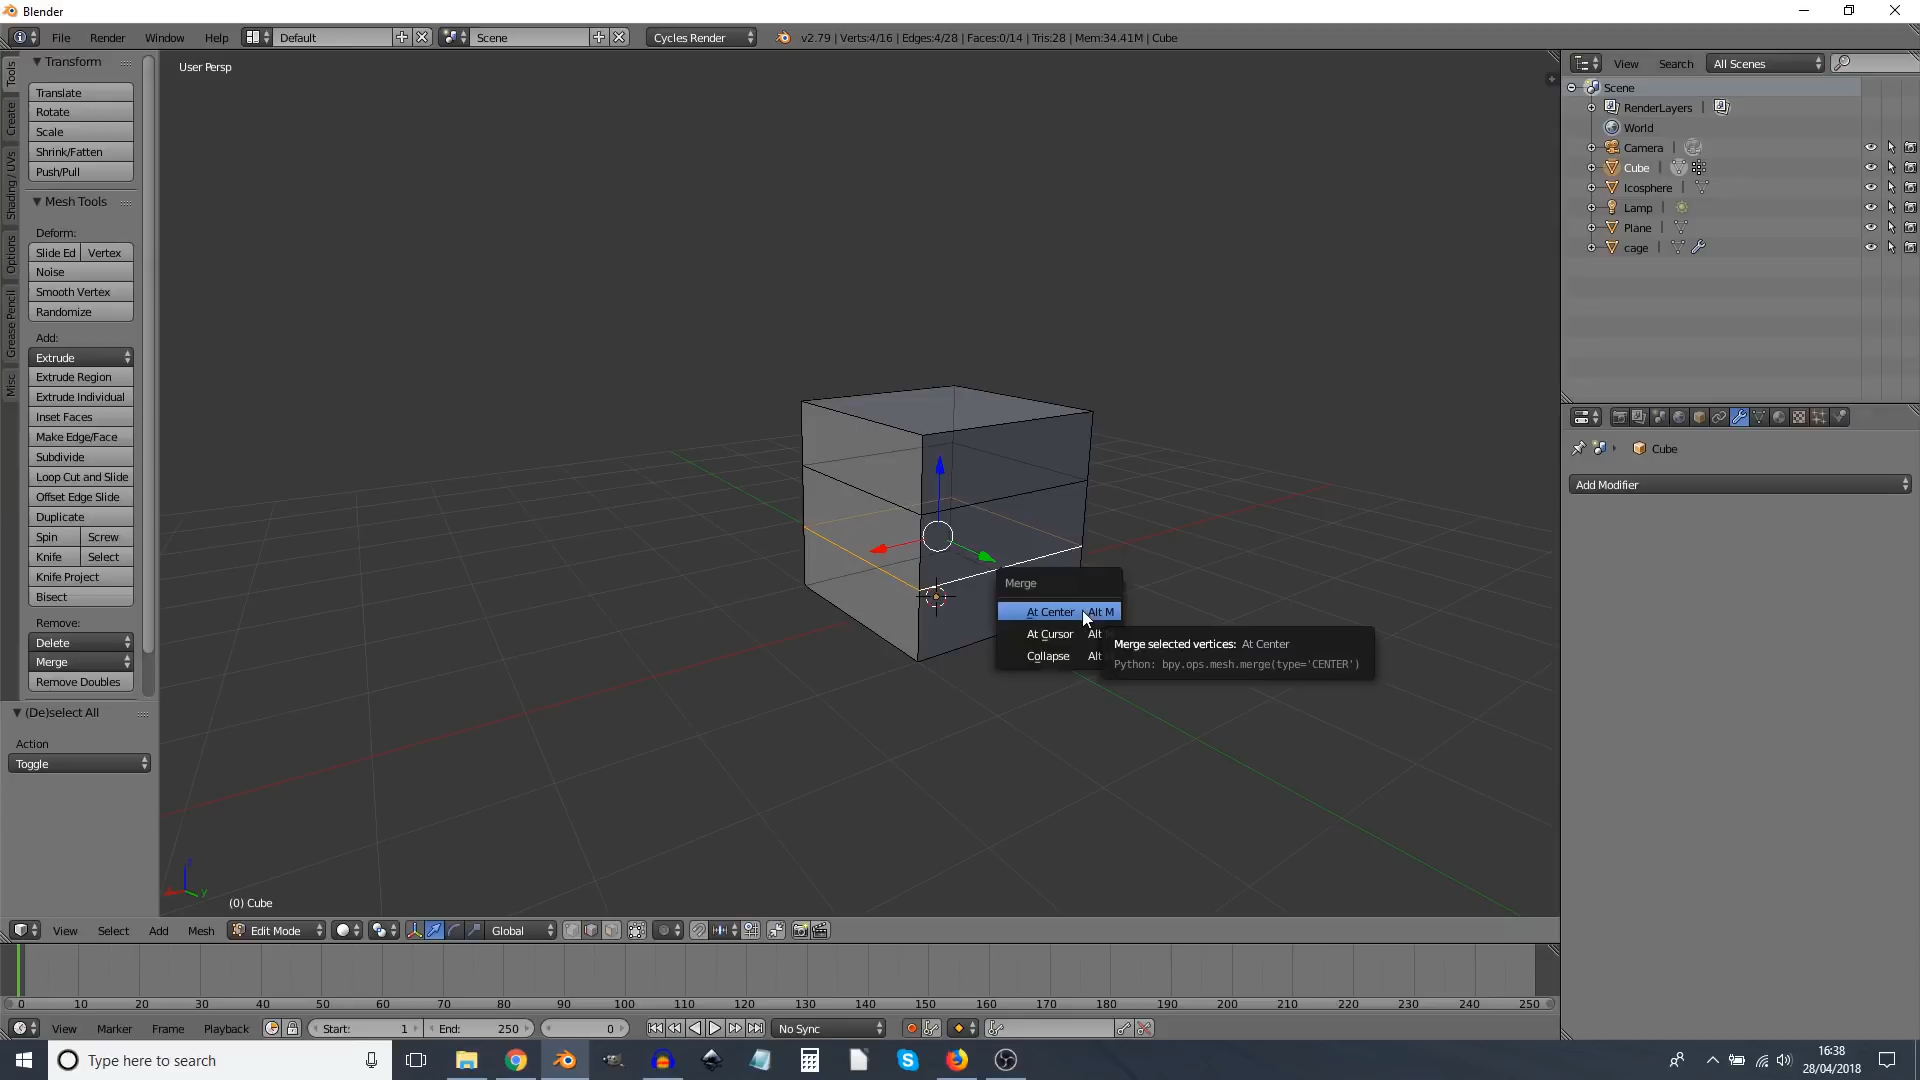 Blender
File Render Window Help Default Scene Cycles Render v2.79 | Verts:4/16 | Edges:4/28 | Faces:0/14 | Tris:28 | Mem:34.41M | Cube
Tools
Create
Shading / UVs
Options
Grease Pencil
Misc
Transform
Translate
Rotate
Scale
Shrink/Fatten
Push/Pull
Mesh Tools
Deform:
Slide Ed Vertex
Noise
Smooth Vertex
Randomize
Add:
Extrude
Extrude Region
Extrude Individual
Inset Faces
Make Edge/Face
Subdivide
Loop Cut and Slide
Offset Edge Slide
Duplicate
Spin Screw
Knife Select
Knife Project
Bisect
Remove:
Delete
Merge
Remove Doubles
(De)select All
Action
Toggle
User Persp
Merge
At Center Alt M
At Cursor Alt
Collapse Alt
Merge selected vertices: At Center
Python: bpy.ops.mesh.merge(type='CENTER')
z
y
(0) Cube
View Search All Scenes
Scene
RenderLayers |
World
Camera |
Cube |
Icosphere |
Lamp |
Plane |
cage |
Cube
Add Modifier
View Select Add Mesh Edit Mode Global
0 10 20 30 40 50 60 70 80 90 100 110 120 130 140 150 160 170 180 190 200 210 220 230 240 250
View Marker Frame Playback Start: 1 End: 250 0 No Sync
Type here to search
16:38
28/04/2018